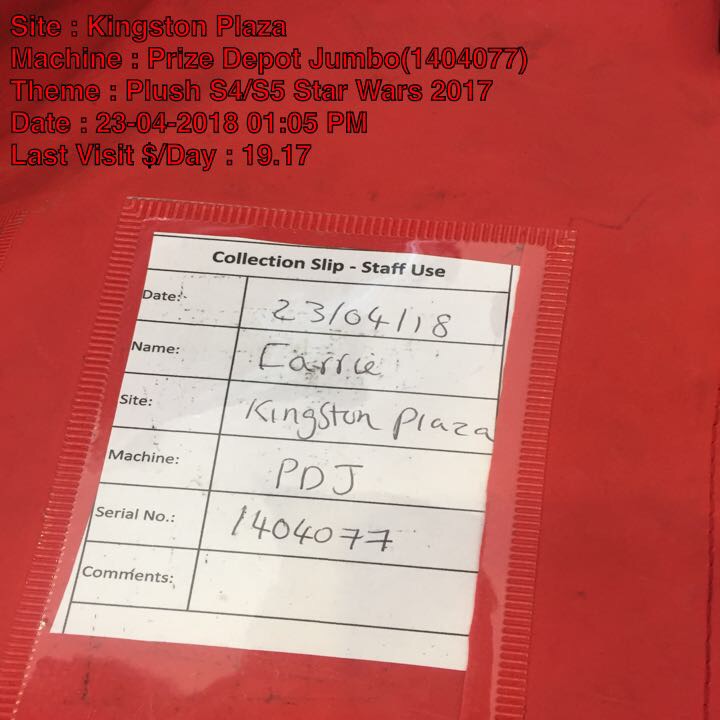 Site : Kingston Plaza
Machine : Prize Depot Jumbo(1404077)
Theme : Plush S4/S5 Star Wars 2017
Date : 23-04-2018 01:05 PM
Last Visit $/Day : 19.17
Collection Slip - Staff Use
Date:- 23/04/18
Name: Carrie
Site: Kingston Plaza
Machine: PDJ
Serial No.: 1404077
Comments: